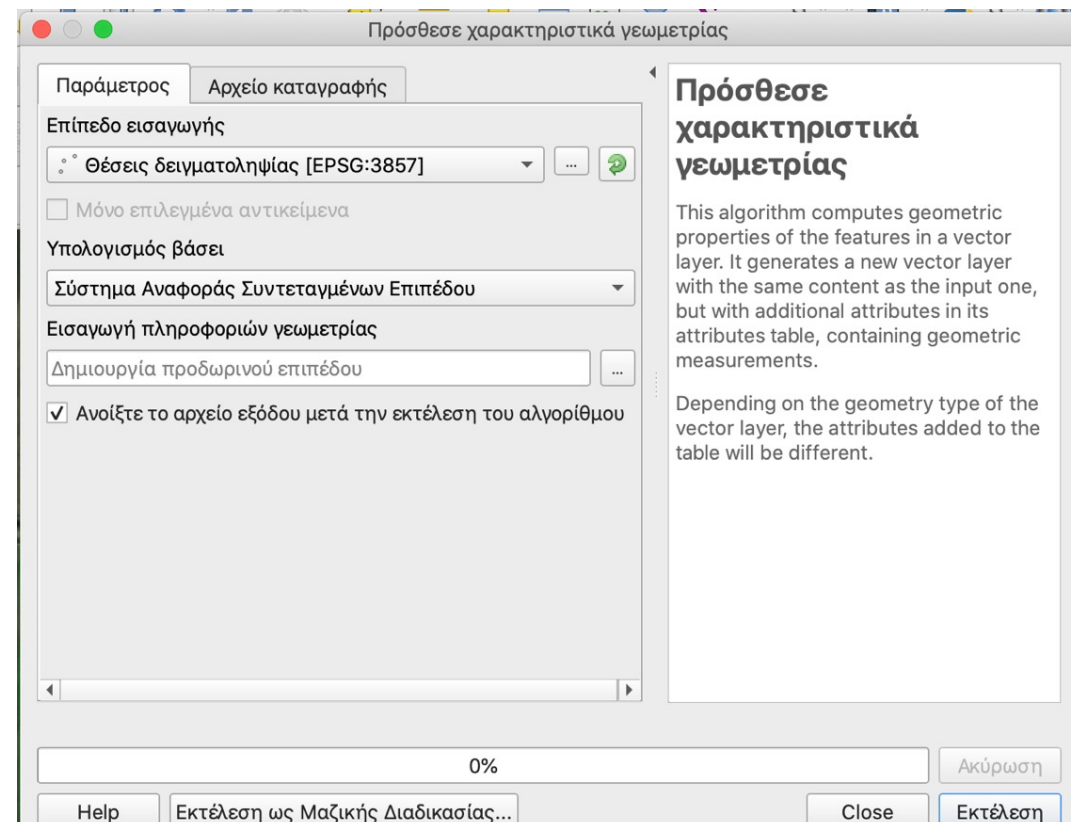 Πρόσθεσε χαρακτηριστικά γεωμετρίας
Παράμετρος
Αρχείο καταγραφής
Επίπεδο εισαγωγής
Θέσεις δειγματοληψίας [EPSG:3857]
...
Μόνο επιλεγμένα αντικείμενα
Υπολογισμός βάσει
Σύστημα Αναφοράς Συντεταγμένων Επιπέδου
Εισαγωγή πληροφοριών γεωμετρίας
Δημιουργία προδωρινού επιπέδου
...
Ανοίξτε το αρχείο εξόδου μετά την εκτέλεση του αλγορίθμου
Πρόσθεσε
χαρακτηριστικά
γεωμετρίας
This algorithm computes geometric
properties of the features in a vector
layer. It generates a new vector layer
with the same content as the input one,
but with additional attributes in its
attributes table, containing geometric
measurements.
Depending on the geometry type of the
vector layer, the attributes added to the
table will be different.
0%
Ακύρωση
Help
Εκτέλεση ως Μαζικής Διαδικασίας...
Close
Εκτέλεση